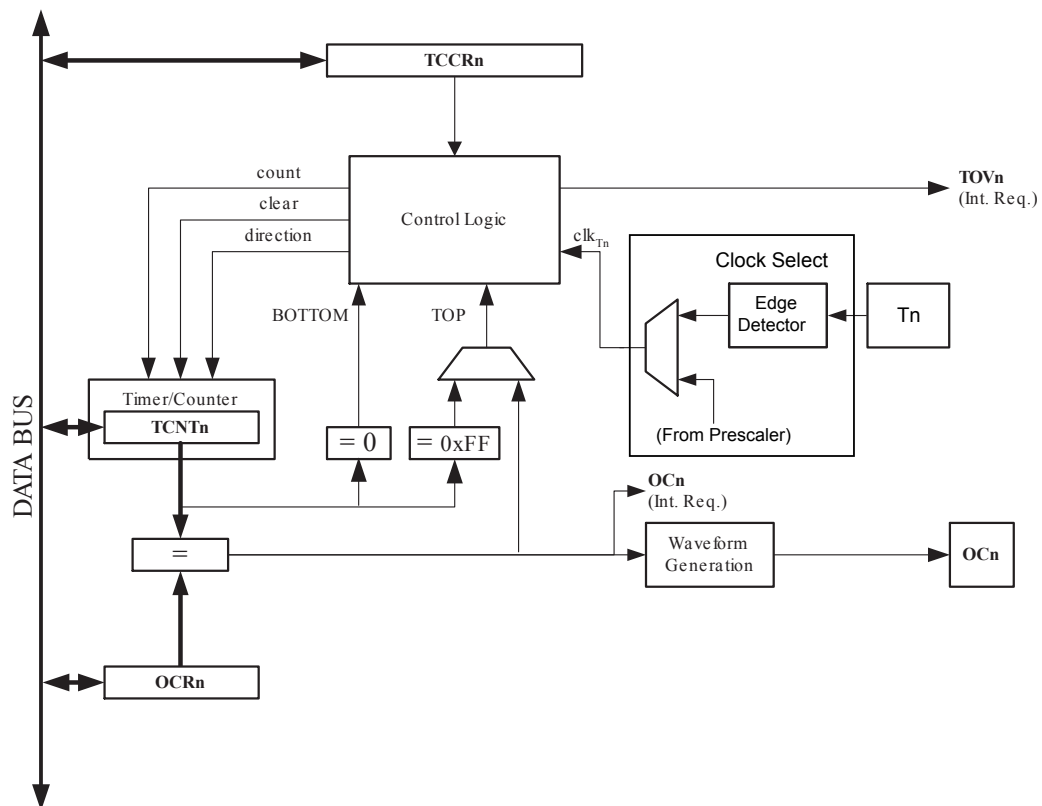 TCCRn
count
clear
direction
Control Logic
TOVn
(Int. Req.)
clkTn
Clock Select
Edge
Detector
Tn
BOTTOM
TOP
Timer/Counter
TCNTn
= 0
= 0xFF
(From Prescaler)
DATA BUS
OCn
(Int. Req.)
=
Waveform
Generation
OCn
OCRn